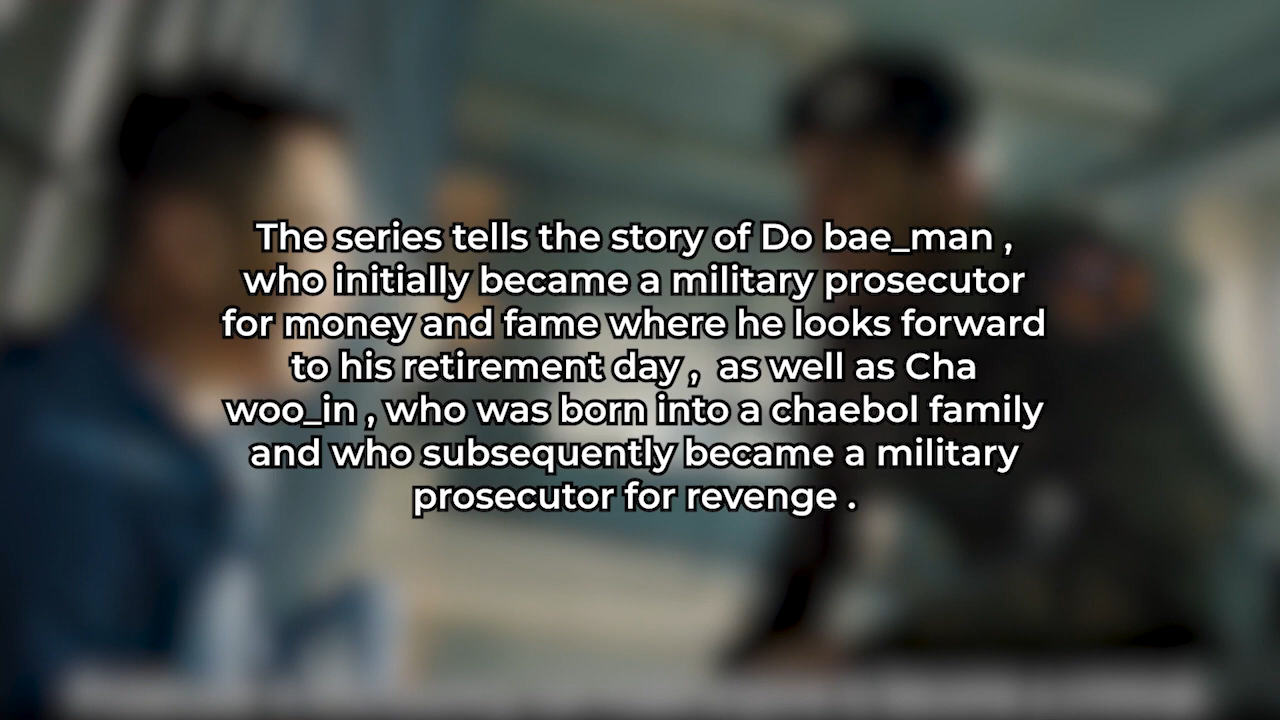 The series tells the story of Do bae_man ,
who initially became a military prosecutor
for money and fame where he looks forward
to his retirement day ,  as well as Cha
woo_in , who was born into a chaebol family
and who subsequently became a military
prosecutor for revenge .